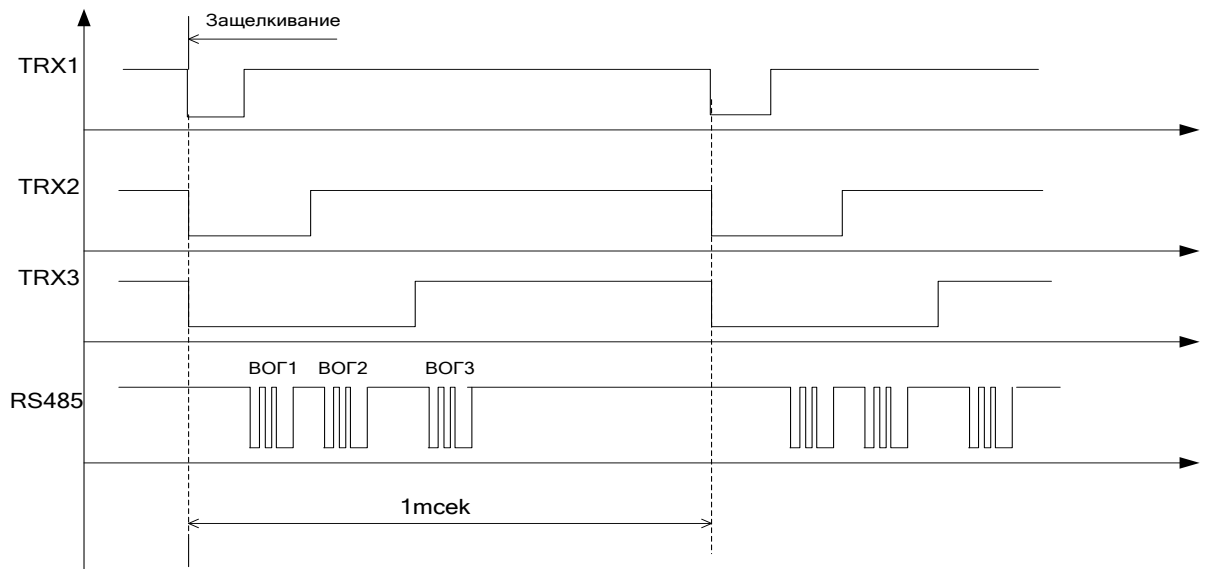 Защелкивание
TRX1
TRX2
TRX3
ВОГ1 ВОГ2 ВОГ3
RS485
1mcek